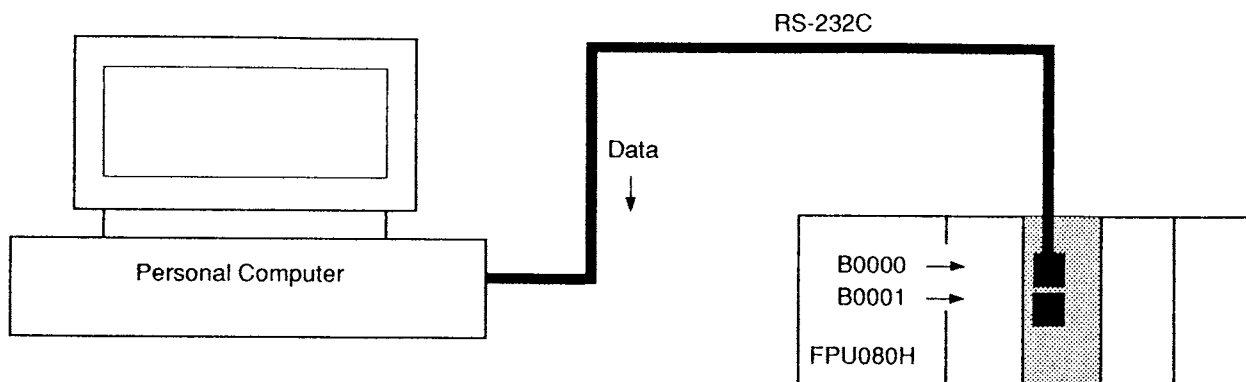 RS-232C
Data
Personal Computer
B0000
B0001
FPU080H